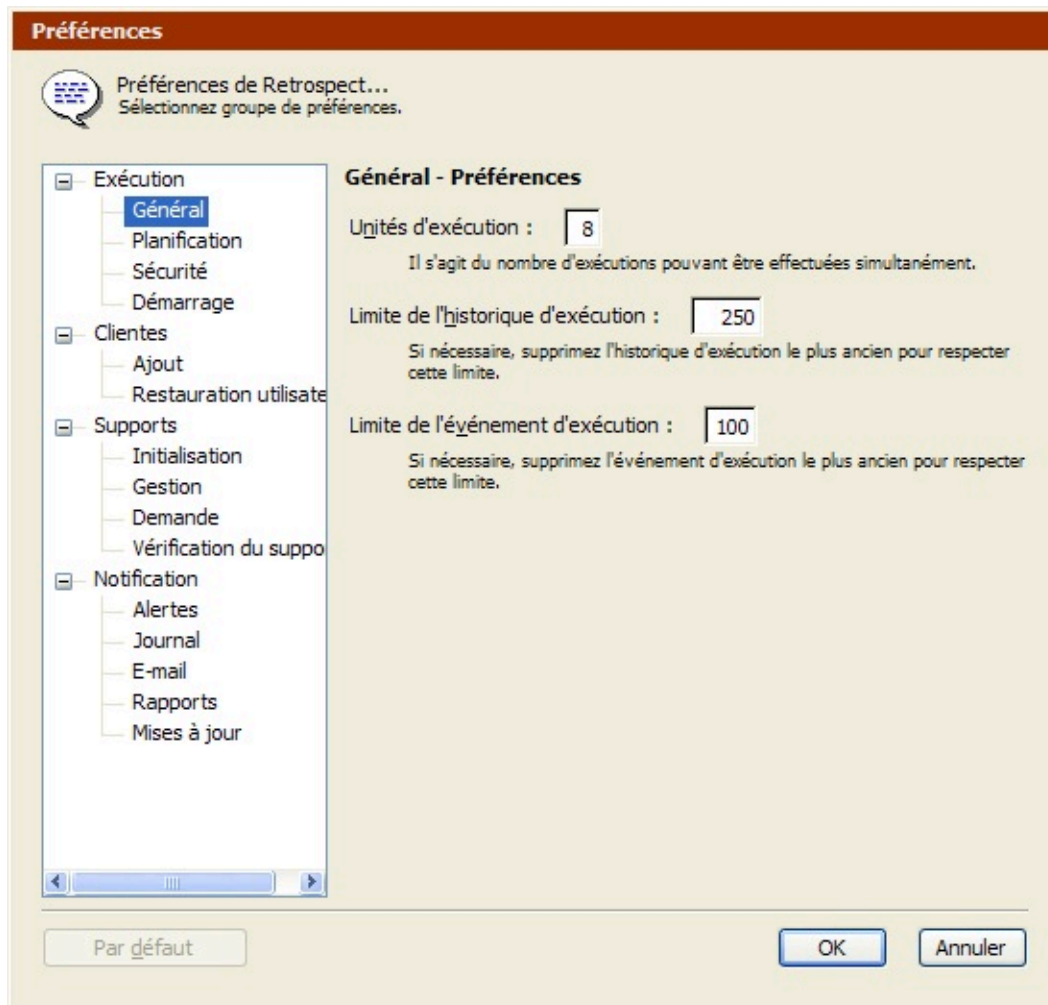 Préférences
Préférences de Retrospect...
Sélectionnez groupe de préférences.
Exécution
Général
Planification
Sécurité
Démarrage
Clientes
Ajout
Restauration utilisate
Supports
Initialisation
Gestion
Demande
Vérification du suppo
Notification
Alertes
Journal
E-mail
Rapports
Mises à jour
Général - Préférences
Unités d'exécution : 8
Il s'agit du nombre d'exécutions pouvant être effectuées simultanément.
Limite de l'historique d'exécution : 250
Si nécessaire, supprimez l'historique d'exécution le plus ancien pour respecter
cette limite.
Limite de l'événement d'exécution : 100
Si nécessaire, supprimez l'événement d'exécution le plus ancien pour respecter
cette limite.
Par défaut
OK
Annuler